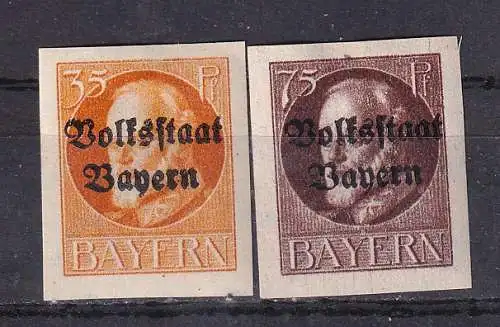 35 Pf
Volksstaat
Bayern
BAYERN
75 Pf
Volksstaat
Bayern
BAYERN